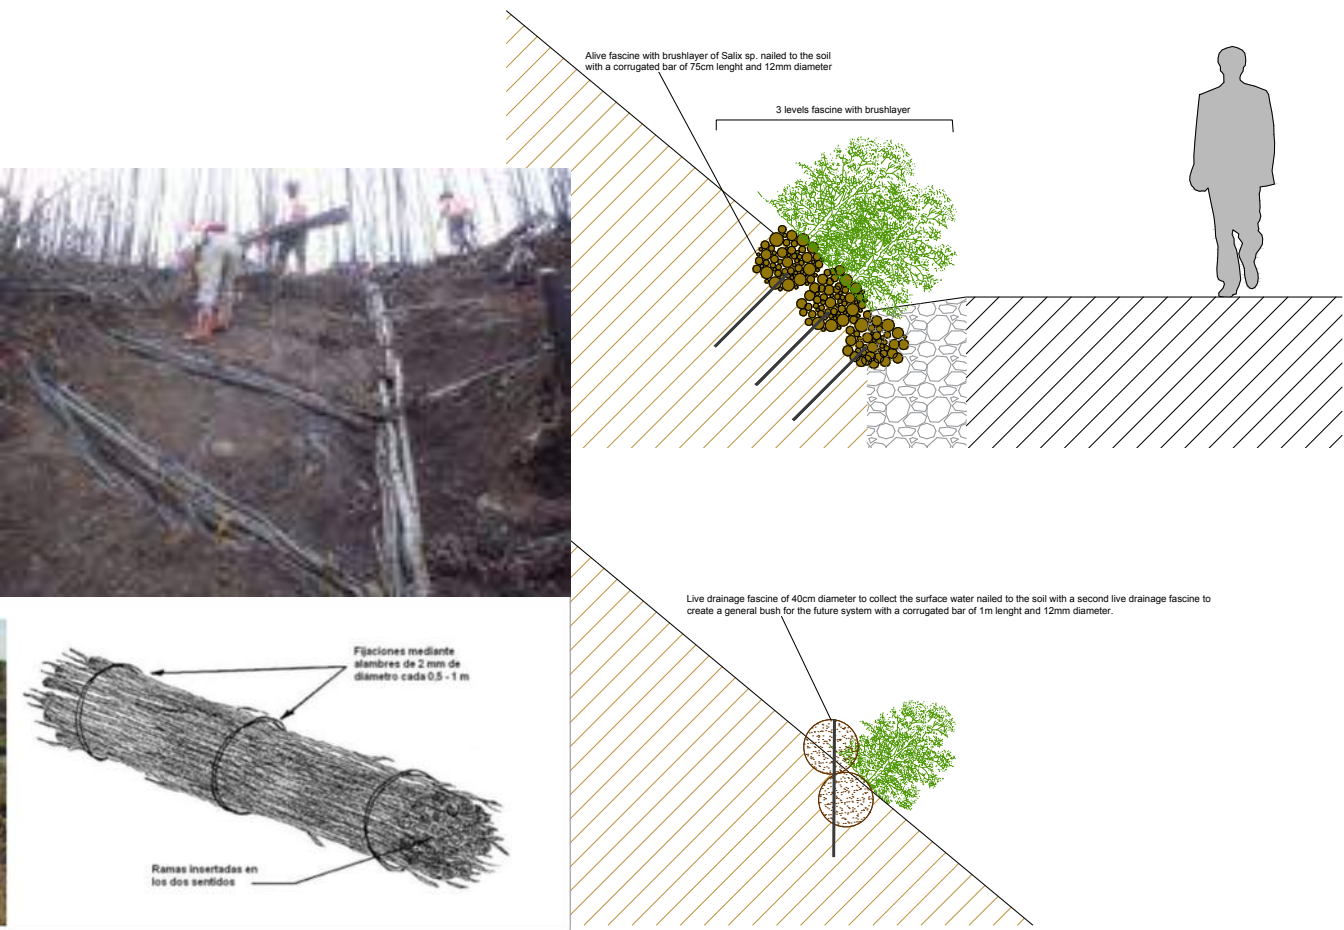 Alive fascine with brushlayer of Salix sp. nailed to the soil
with a corrugated bar of 75cm lenght and 12mm diameter
3 levels fascine with brushlayer
Live drainage fascine of 40cm diameter to collect the surface water nailed to the soil with a second live drainage fascine to
create a general bush for the future system with a corrugated bar of 1m lenght and 12mm diameter.
Fijaciones mediante
alambres de 2 mm de
diámetro cada 0,5 - 1 m
Ramas insertadas en
los dos sentidos